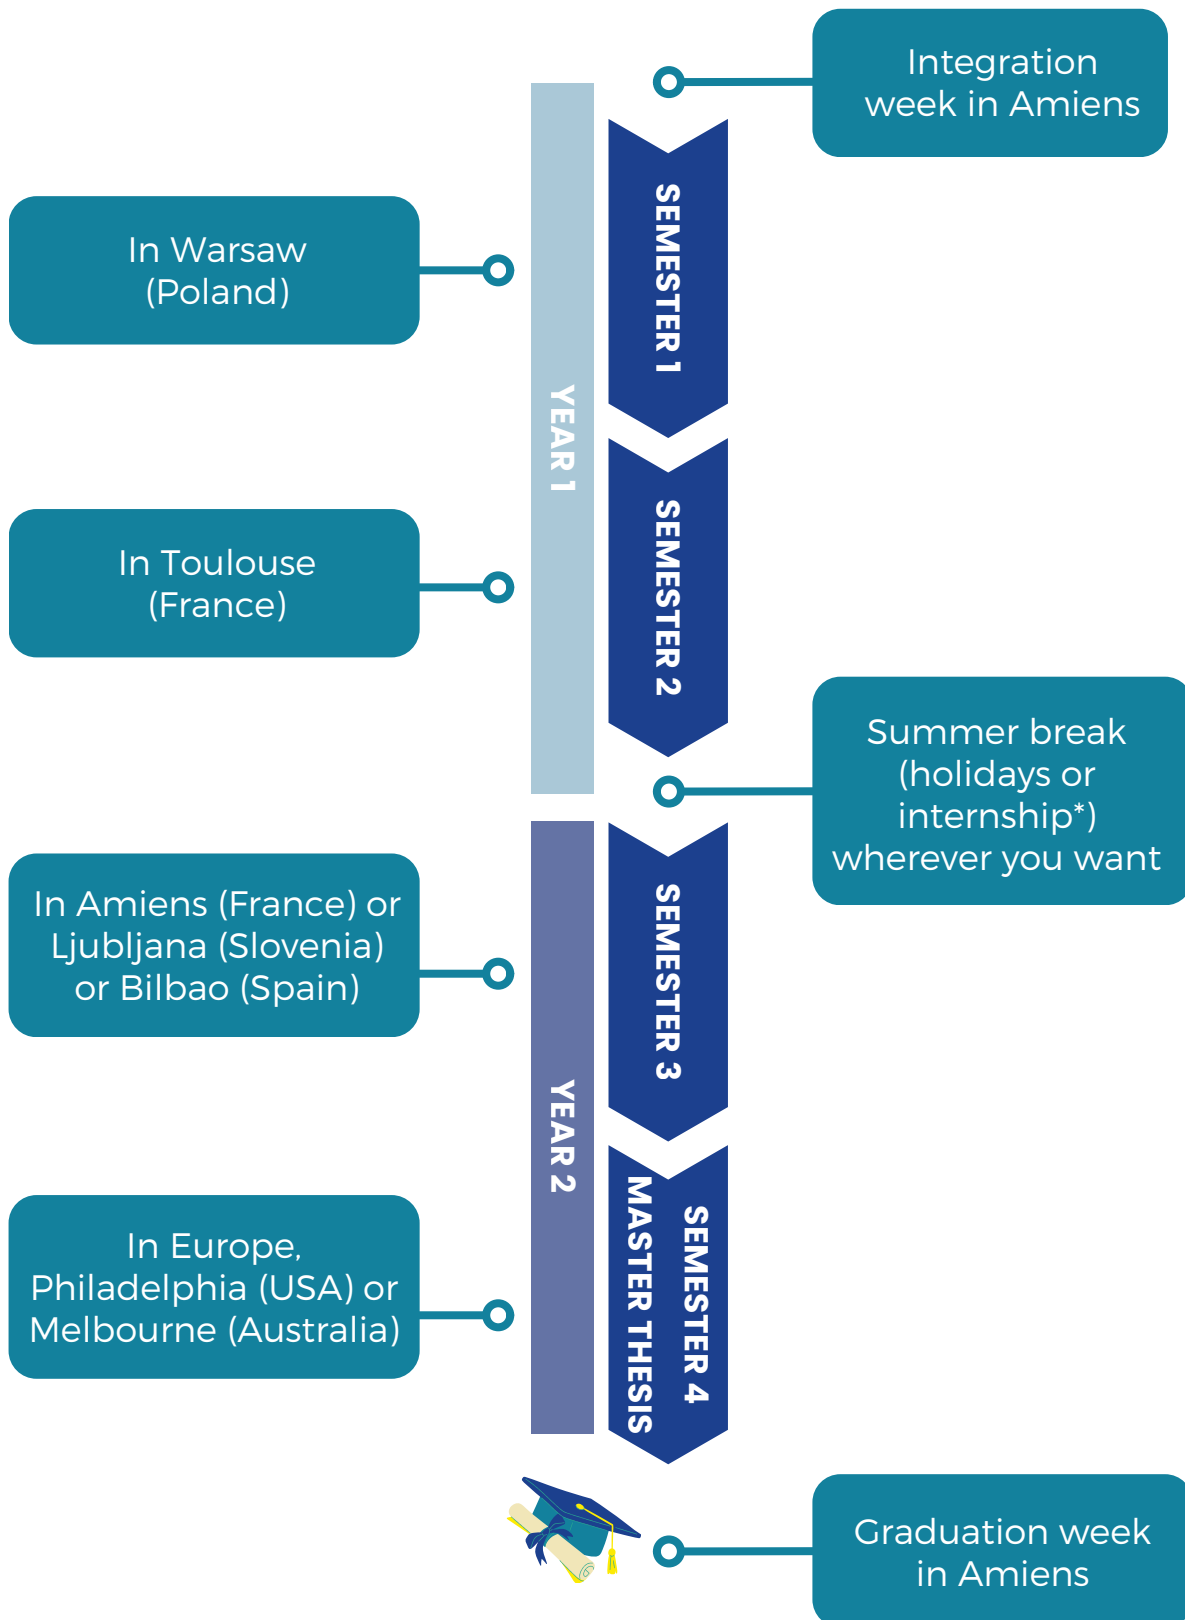 Integration
week in Amiens
YEAR 1
SEMESTER 1
In Warsaw
(Poland)
SEMESTER 2
In Toulouse
(France)
Summer break
(holidays or
internship*)
wherever you want
YEAR 2
SEMESTER 3
In Amiens (France) or
Ljubljana (Slovenia)
or Bilbao (Spain)
SEMESTER 4
MASTER THESIS
In Europe,
Philadelphia (USA) or
Melbourne (Australia)
Graduation week
in Amiens